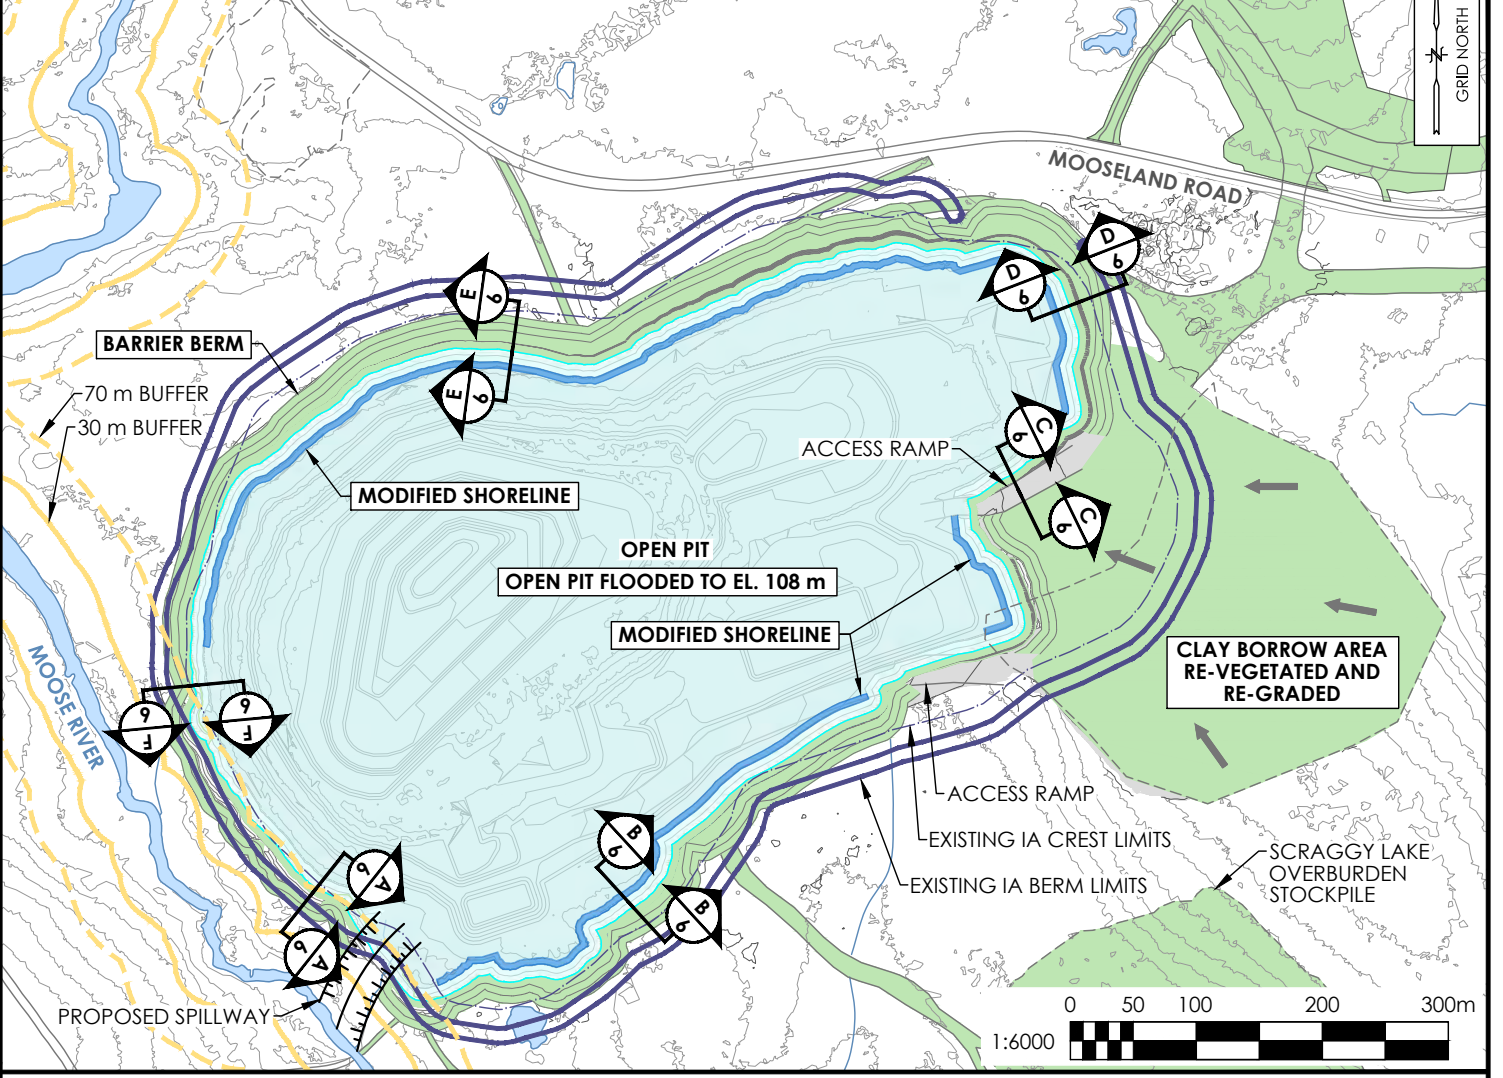 GRID NORTH
N
MOOSELAND ROAD
D
6
D
6
E
6
E
6
BARRIER BERM
70 m BUFFER
30 m BUFFER
MODIFIED SHORELINE
ACCESS RAMP
C
6
C
6
OPEN PIT
OPEN PIT FLOODED TO EL. 108 m
MODIFIED SHORELINE
CLAY BORROW AREA
RE-VEGETATED AND
RE-GRADED
MOOSE RIVER
F
6
F
6
ACCESS RAMP
EXISTING IA CREST LIMITS
EXISTING IA BERM LIMITS
B
6
B
6
A
6
A
6
SCRAGGY LAKE
OVERBURDEN
STOCKPILE
PROPOSED SPILLWAY
0 50 100 200 300m
1:6000